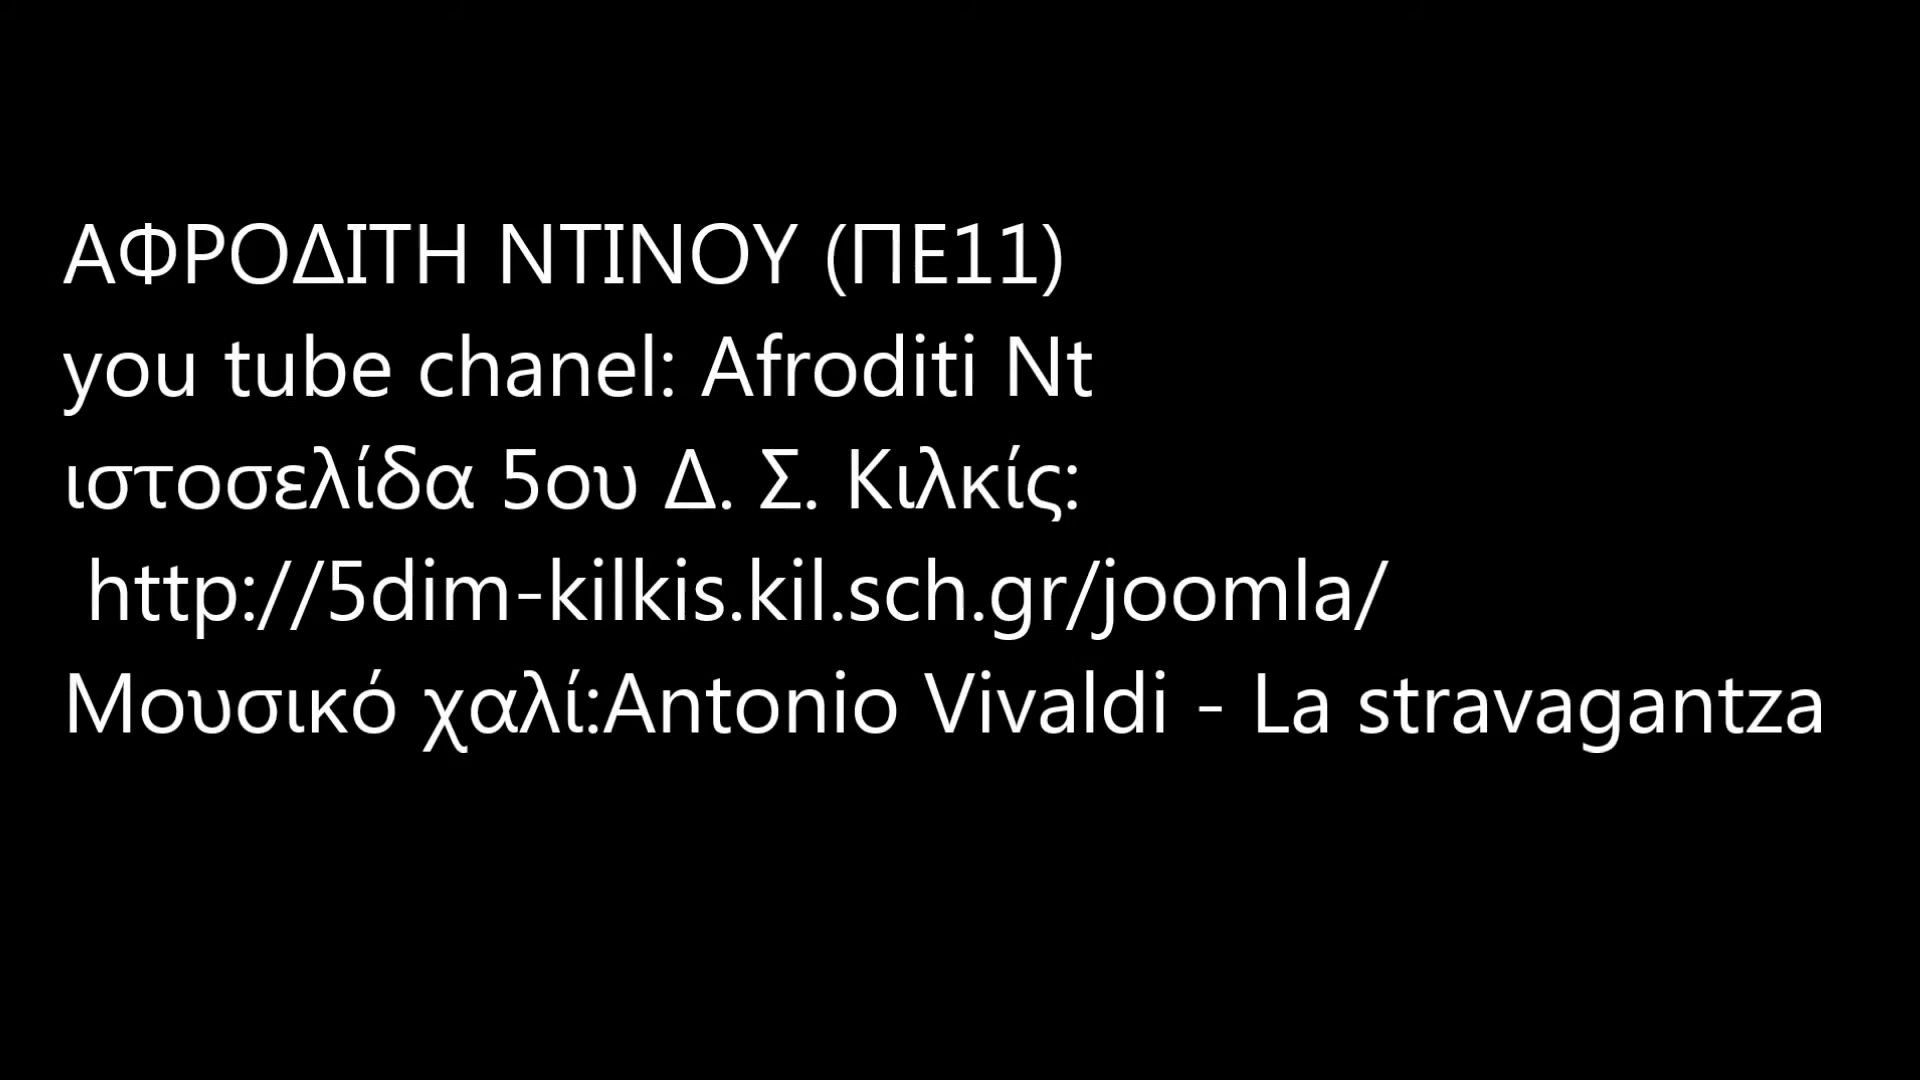 ΑΦΡΟΔΙΤΗ ΝΤΙΝΟΥ (ΠΕ11)
you tube chanel: Afroditi Nt
ιστοσελίδα 5ου Δ. Σ. Κιλκίς:
http://5dim-kilkis.kil.sch.gr/joomla/
Μουσικό χαλί:Antonio Vivaldi - La stravagantza